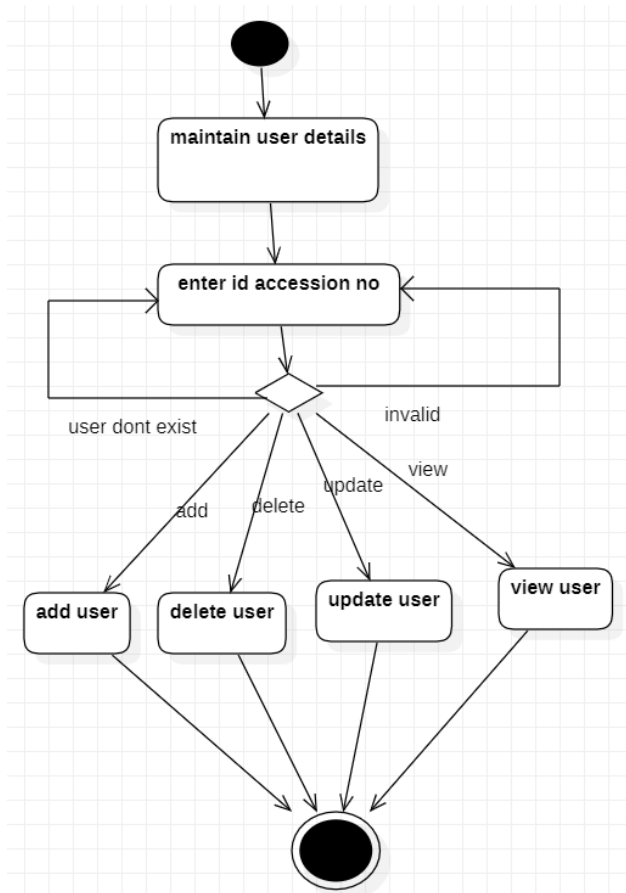 maintain user details
enter id accession no
user dont exist
invalid
view
update
add
delete
add user
delete user
update user
view user